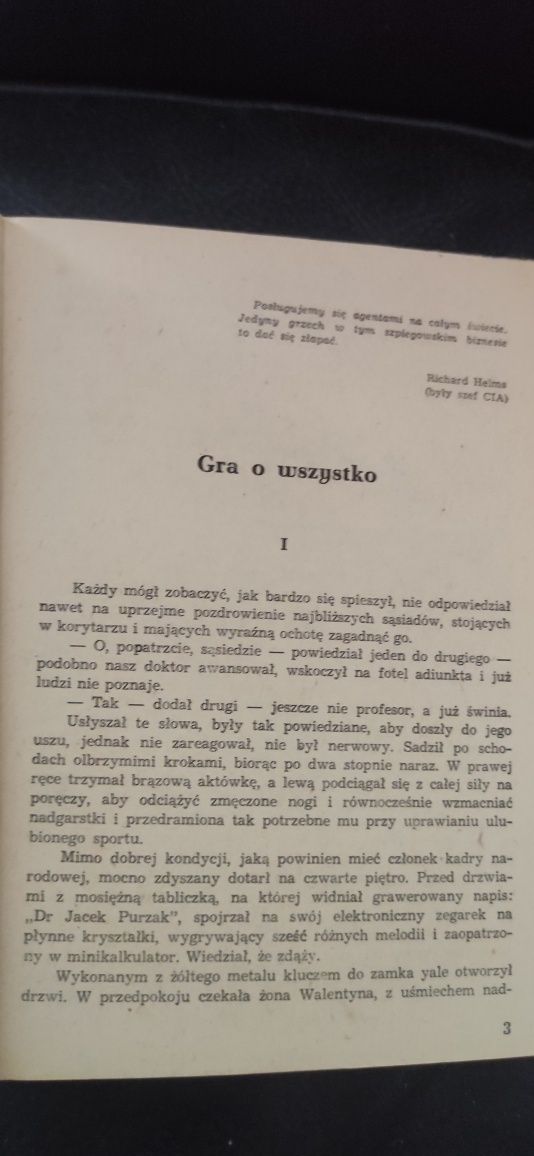 Posługujemy się agentami na całym świecie.
Jedyny grzech w tym szpiegowskim biznesie
to dać się złapać.
Richard Helms
(były szef CIA)
Gra o wszystko
I
Każdy mógł zobaczyć, jak bardzo się spieszył, nie odpowiedział
nawet na uprzejme pozdrowienie najbliższych sąsiadów, stojących
w korytarzu i mających wyraźną ochotę zagadnąć go.
— O, popatrzcie, sąsiedzie — powiedział jeden do drugiego —
podobno nasz doktor awansował, wskoczył na fotel adiunkta i już
ludzi nie poznaje.
— Tak — dodał drugi — jeszcze nie profesor, a już świnia.
Usłyszał te słowa, były tak powiedziane, aby doszły do jego
uszu, jednak nie zareagował, nie był nerwowy. Sadził po scho-
dach olbrzymimi krokami, biorąc po dwa stopnie naraz. W prawej
ręce trzymał brązową aktówkę, a lewą podciągał się z całej siły na
poręczy, aby odciążyć zmęczone nogi i równocześnie wzmacniać
nadgarstki i przedramiona tak potrzebne mu przy uprawianiu ulu-
bionego sportu.
Mimo dobrej kondycji, jaką powinien mieć członek kadry na-
rodowej, mocno zdyszany dotarł na czwarte piętro. Przed drzwia-
mi z mosiężną tabliczką, na której widniał grawerowany napis:
„Dr Jacek Purzak", spojrzał na swój elektroniczny zegarek na
płynne kryształki, wygrywający sześć różnych melodii i zaopatrzo-
ny w minikalkulator. Wiedział, że zdąży.
Wykonanym z żółtego metalu kluczem do zamka yale otworzył
drzwi. W przedpokoju czekała żona Walentyna, z uśmiechem nad-
3